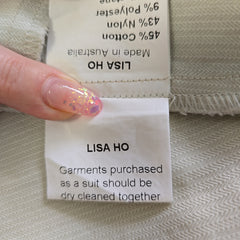 9% Polyester
43% Nylon
45% Cotton
Made in Australia
LISA HO
LISA HO
Garments purchased
as a suit should be
dry cleaned together